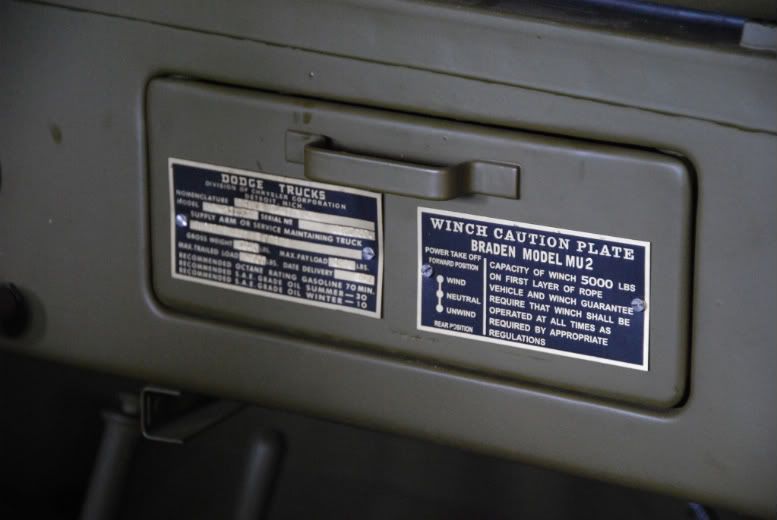 DODGE TRUCKS
DIVISION OF CHRYSLER CORPORATION
DETROIT, MICH.
NOMENCLATURE
MODEL SERIAL Nº
SUPPLY ARM OR SERVICE MAINTAINING TRUCK
GROSS WEIGHT LBS. MAX. PAYLOAD LBS.
MAX. TRAILED LOAD LBS. DATE DELIVERY
RECOMMENDED OCTANE RATING GASOLINE 70 MIN.
RECOMMENDED S.A.E. GRADE OIL SUMMER-30
RECOMMENDED S.A.E. GRADE OIL WINTER-10
WINCH CAUTION PLATE
BRADEN MODEL MU2
POWER TAKE OFF
FORWARD POSITION
WIND
NEUTRAL
UNWIND
REAR POSITION
CAPACITY OF WINCH 5000 LBS
ON FIRST LAYER OF ROPE
VEHICLE AND WINCH GUARANTEE
REQUIRE THAT WINCH SHALL BE
OPERATED AT ALL TIMES AS
REQUIRED BY APPROPRIATE
REGULATIONS